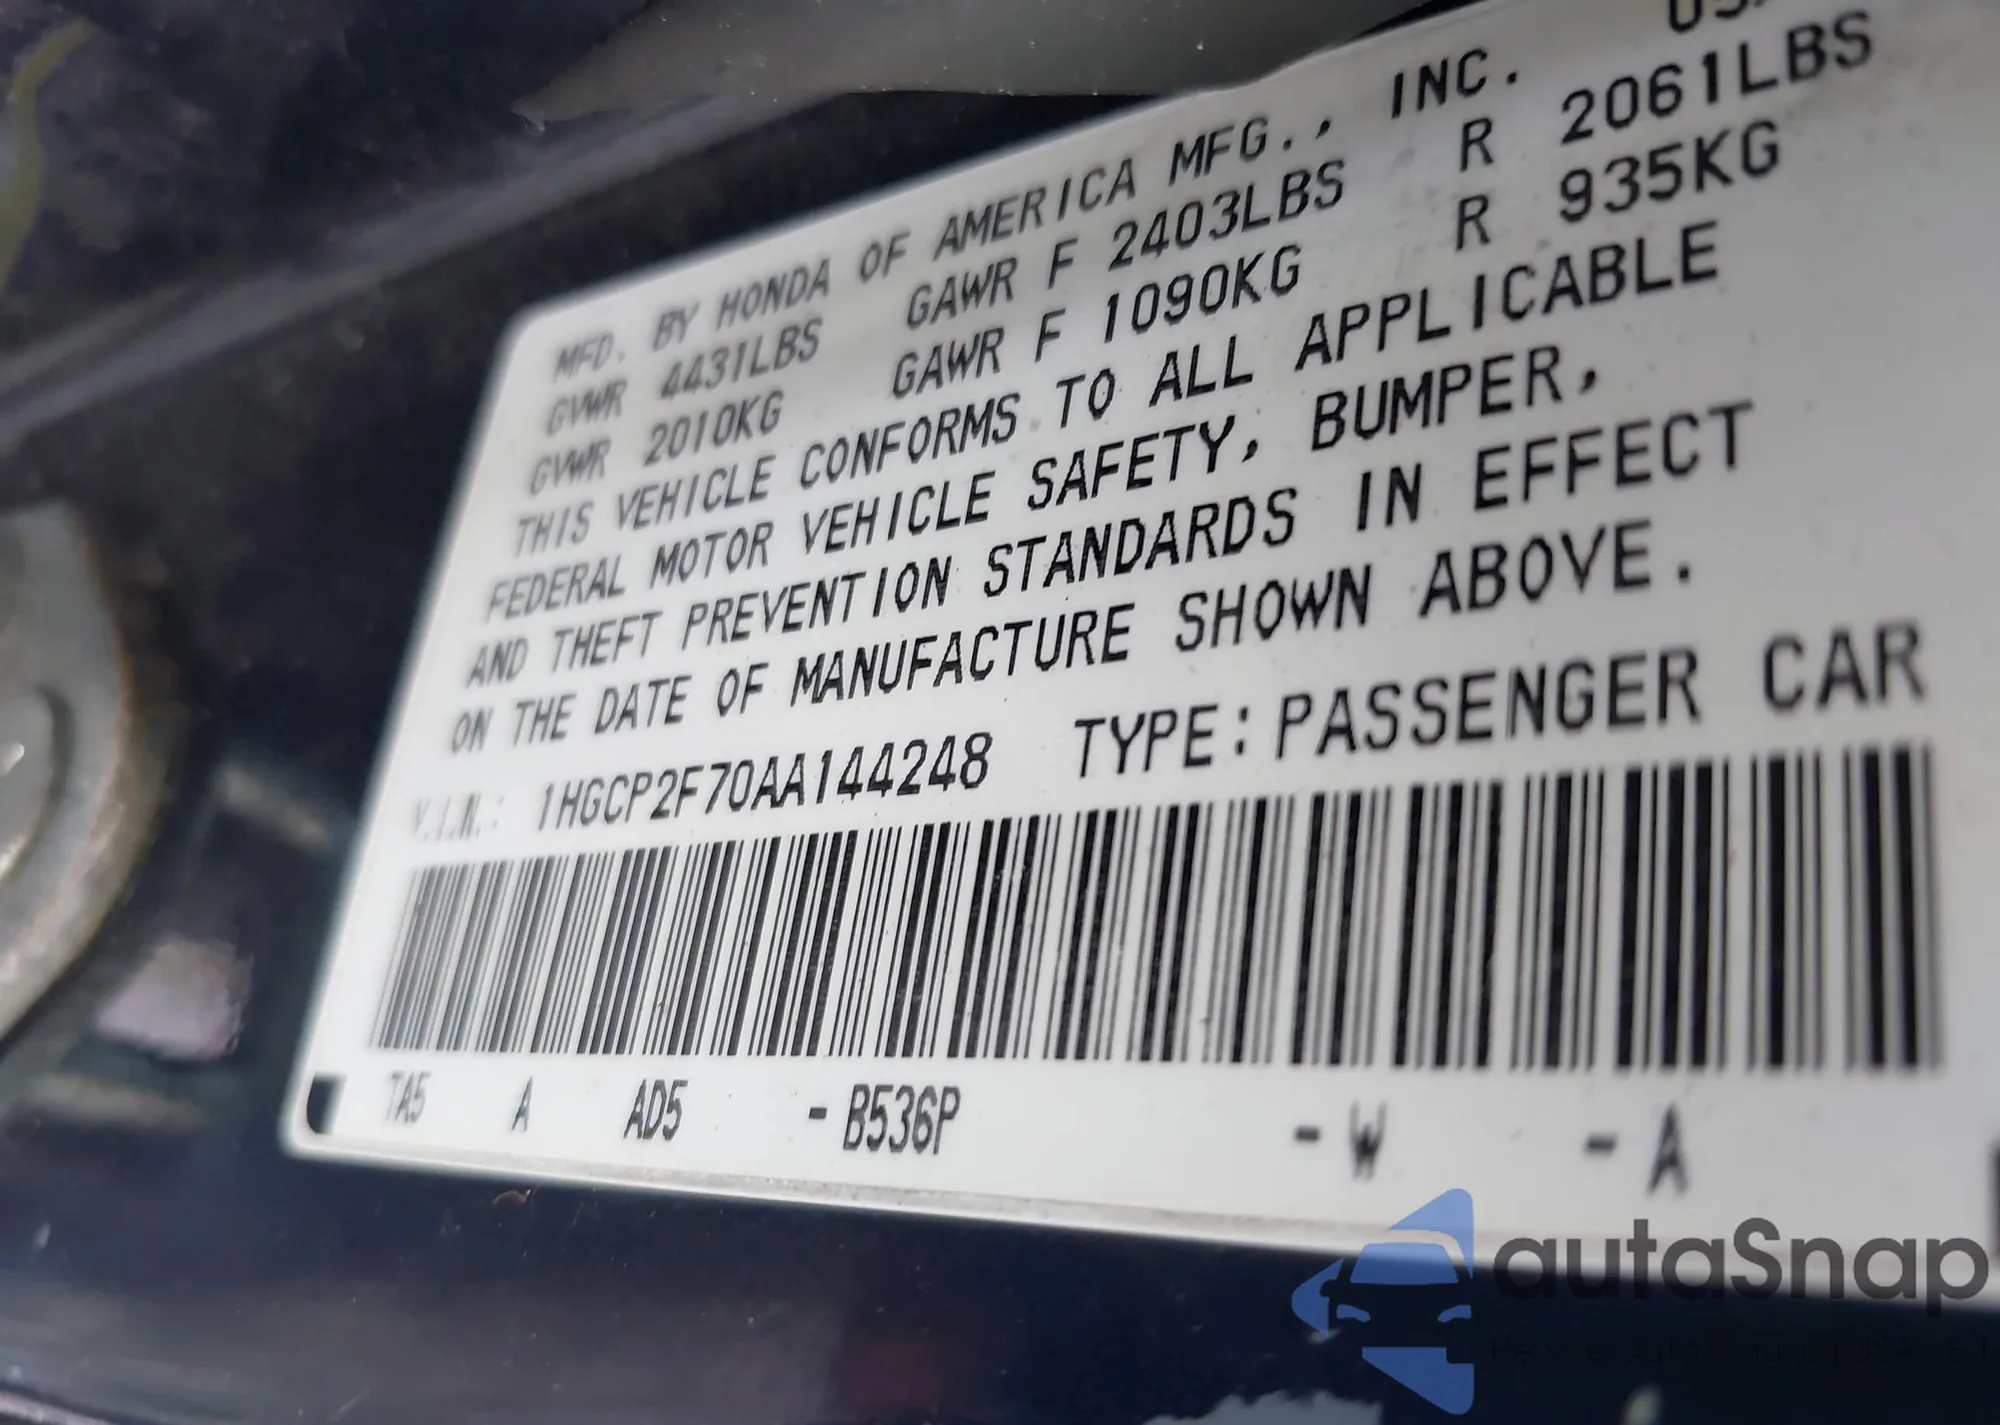 MFD. BY HONDA OF AMERICA MFG., INC.
GVWR 4431LBS GAWR F 2403LBS R 2061LBS
GVWR 2010KG GAWR F 1090KG R 935KG
THIS VEHICLE CONFORMS TO ALL APPLICABLE
FEDERAL MOTOR VEHICLE SAFETY, BUMPER,
AND THEFT PREVENTION STANDARDS IN EFFECT
ON THE DATE OF MANUFACTURE SHOWN ABOVE.
V.I.N.: 1HGCP2F70AA144248 TYPE:PASSENGER CAR
TA5 A AD5 -B536P -W -A
autaSnap